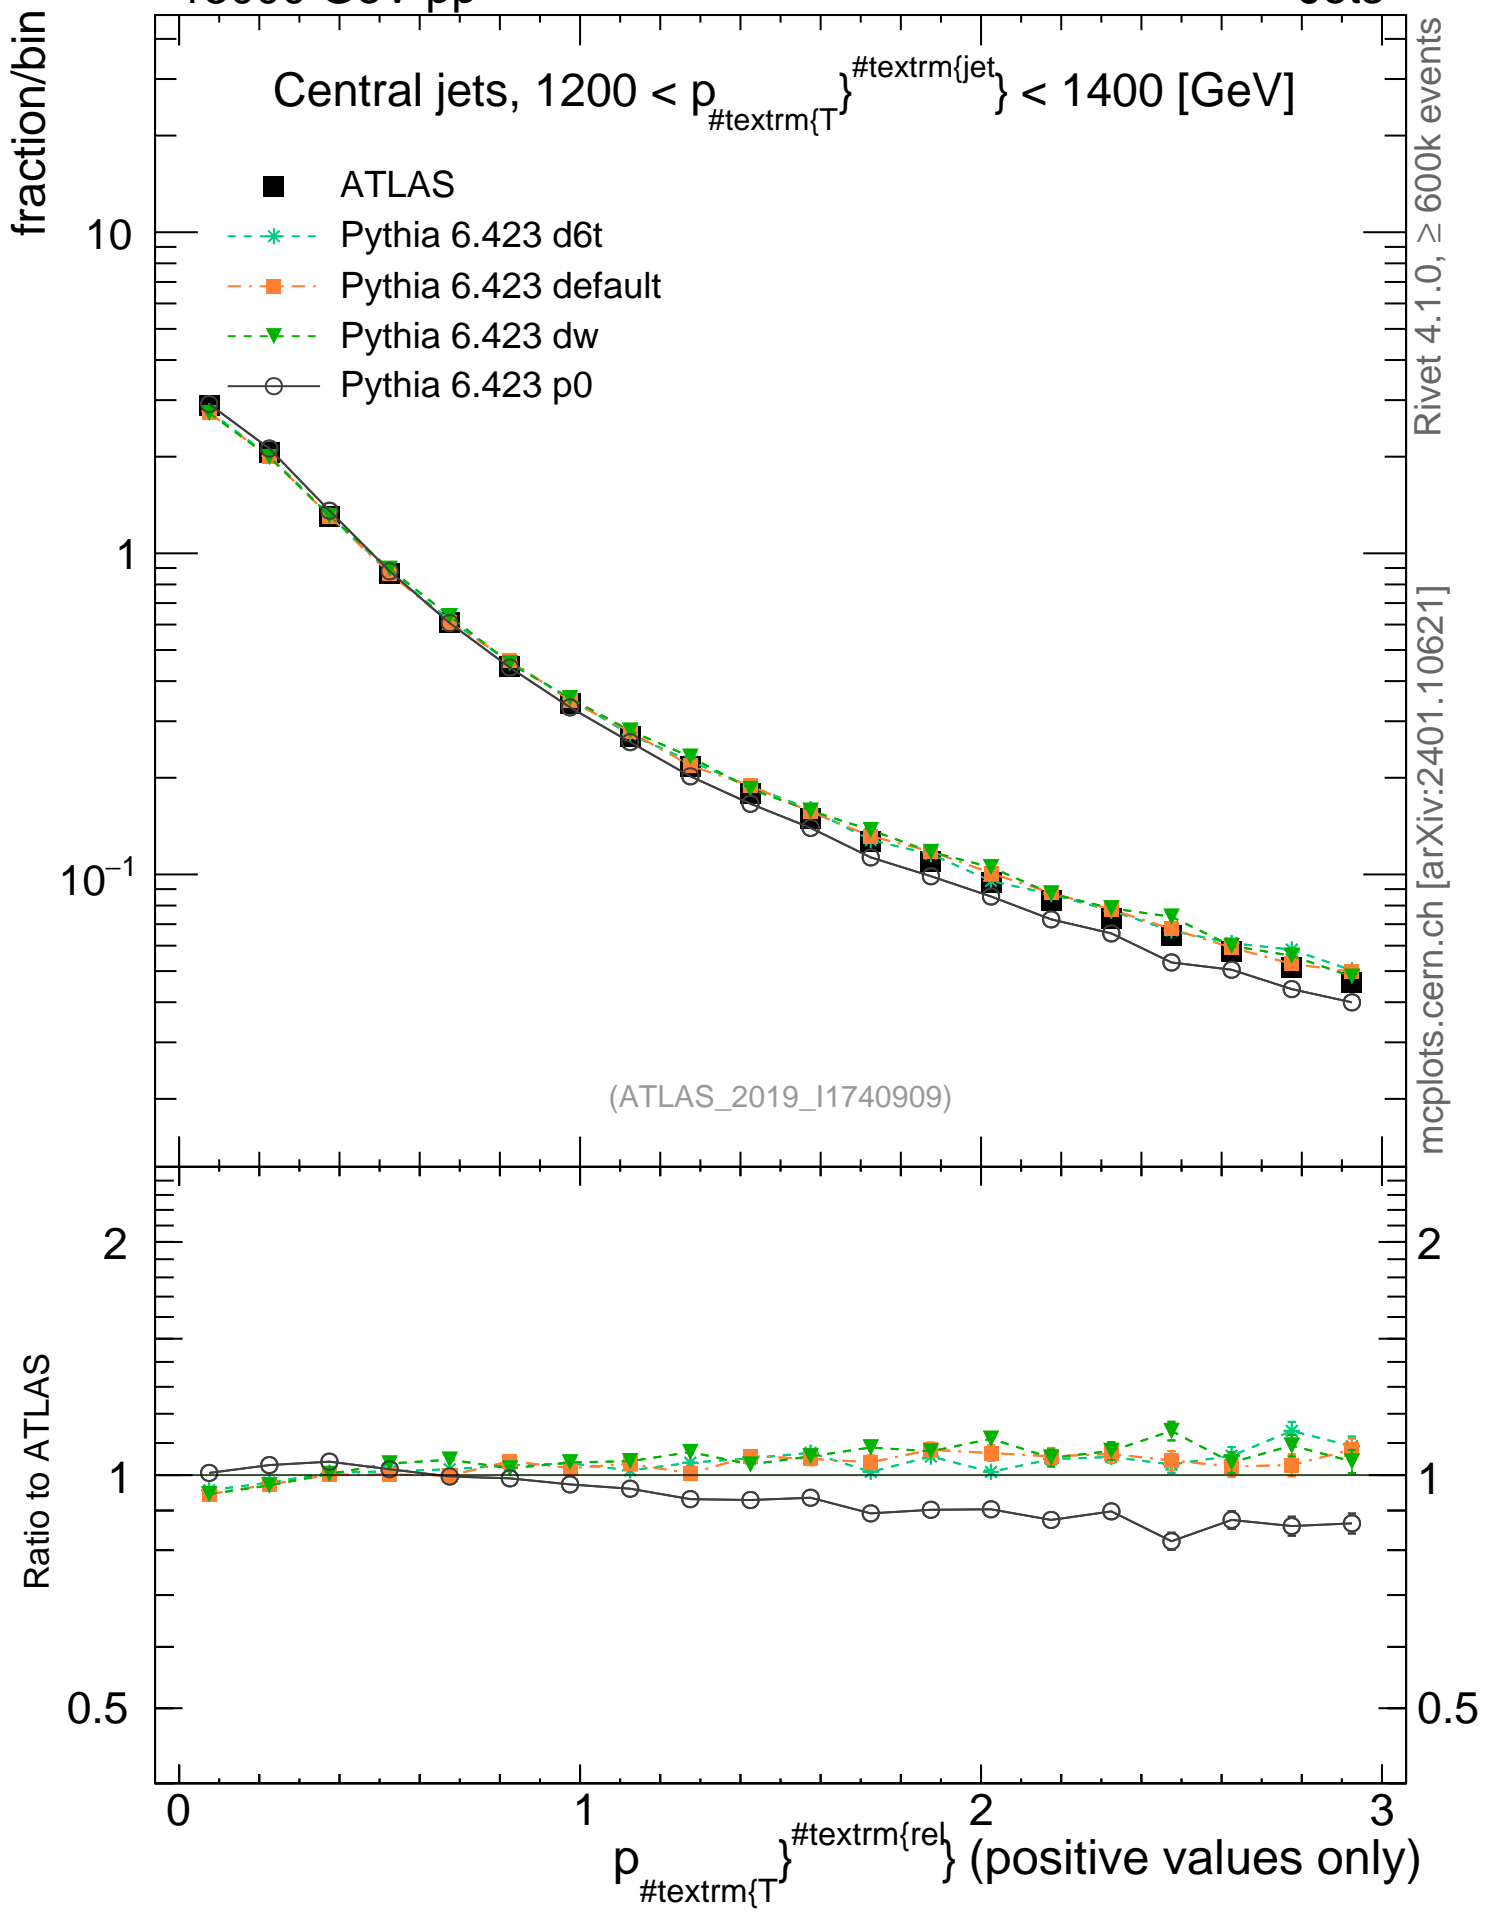 fraction/bin
Central jets, 1200 < p_#textrm{T}^#textrm{jet} < 1400 [GeV]
ATLAS
Pythia 6.423 d6t
Pythia 6.423 default
Pythia 6.423 dw
Pythia 6.423 p0
10
1
10⁻¹
(ATLAS_2019_I1740909)
Rivet 4.1.0, ≥ 600k events
mcplots.cern.ch [arXiv:2401.10621]
Ratio to ATLAS
2
1
0.5
2
1
0.5
0 1 2 3
p_#textrm{T}^#textrm{rel} (positive values only)